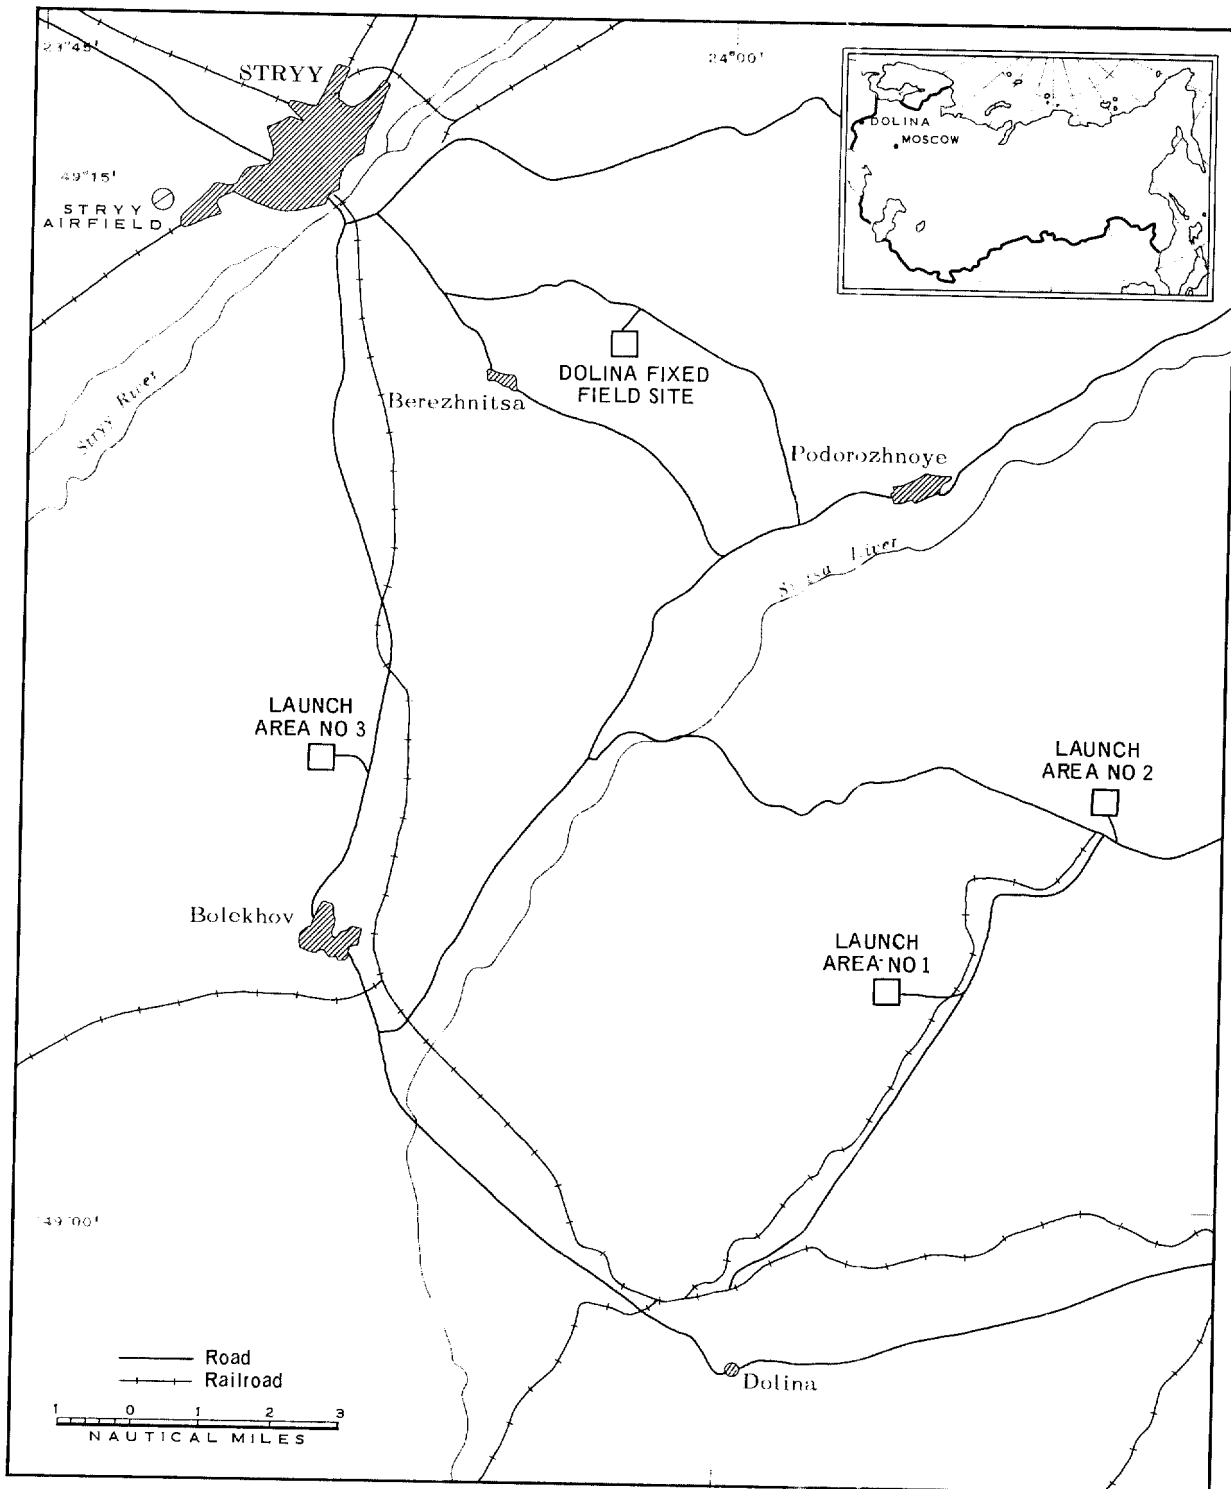 23°45'
24°00'
STRYY
DOLINA
MOSCOW
49°15'
STRYY
AIRFIELD
DOLINA FIXED
FIELD SITE
Berezhnitsa
Stryy River
Podorozhnoye
River
LAUNCH
AREA NO 3
LAUNCH
AREA NO 2
Bolekhov
LAUNCH
AREA NO 1
49°00'
Road
Railroad
Dolina
1 0 1 2 3
NAUTICAL MILES